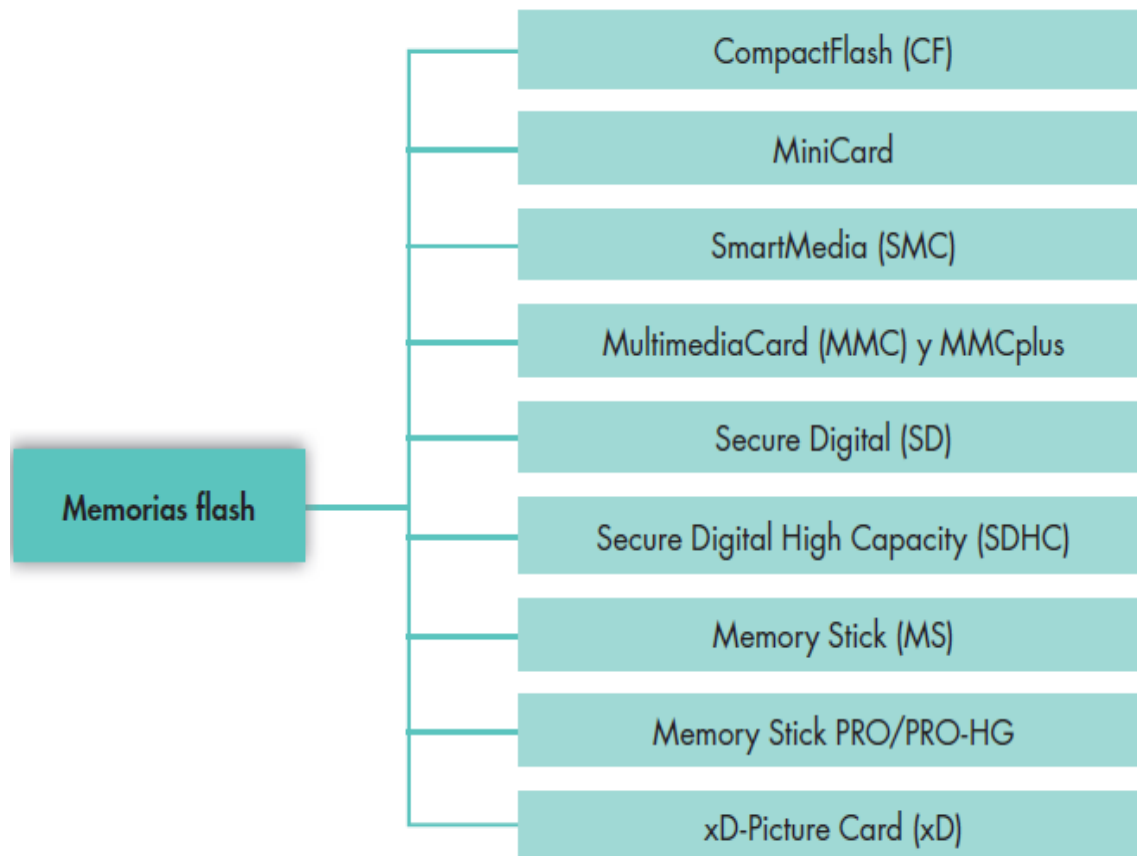 CompactFlash (CF)
MiniCard
SmartMedia (SMC)
MultimediaCard (MMC) y MMCplus
Secure Digital (SD)
Memorias flash
Secure Digital High Capacity (SDHC)
Memory Stick (MS)
Memory Stick PRO/PRO-HG
xD-Picture Card (xD)